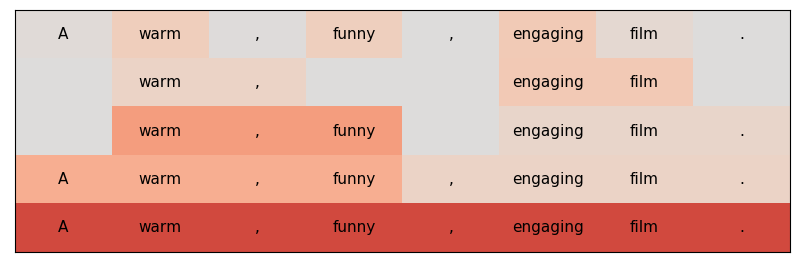 A warm , funny , engaging film .
warm , engaging film
warm , funny engaging film .
A warm , funny , engaging film .
A warm , funny , engaging film .